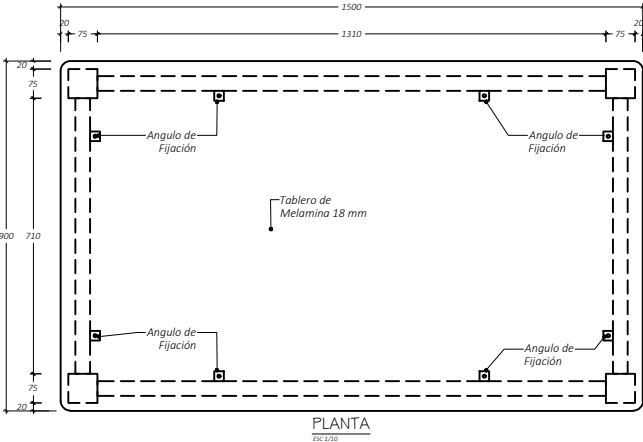 1500
20
75
1310
75
20
20
75
Angulo de
Fijación
Angulo de
Fijación
Tablero de
Melamina 18 mm
900
710
Angulo de
Fijación
Angulo de
Fijación
75
20
PLANTA
ESC 1/10